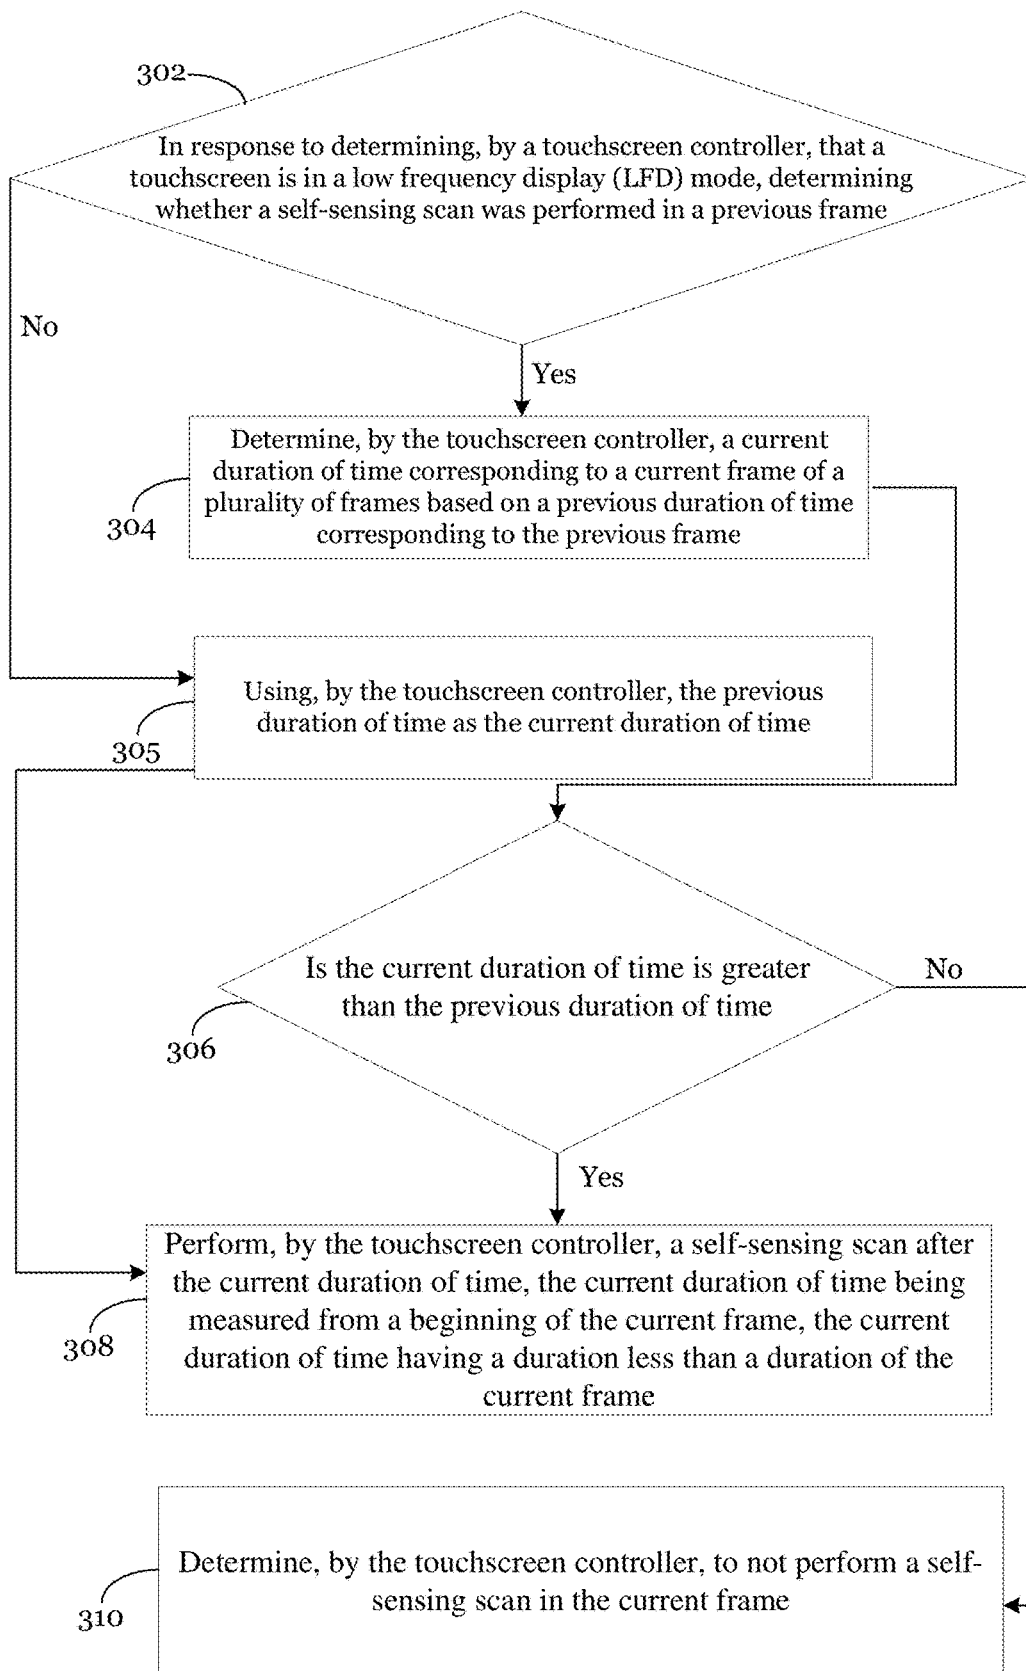 302
In response to determining, by a touchscreen controller, that a
touchscreen is in a low frequency display (LFD) mode, determining
whether a self-sensing scan was performed in a previous frame
No
Yes
Determine, by the touchscreen controller, a current
duration of time corresponding to a current frame of a
plurality of frames based on a previous duration of time
corresponding to the previous frame
304
Using, by the touchscreen controller, the previous
duration of time as the current duration of time
305
Is the current duration of time is greater
than the previous duration of time
No
306
Yes
Perform, by the touchscreen controller, a self-sensing scan after
the current duration of time, the current duration of time being
measured from a beginning of the current frame, the current
duration of time having a duration less than a duration of the
current frame
308
Determine, by the touchscreen controller, to not perform a self-
sensing scan in the current frame
310